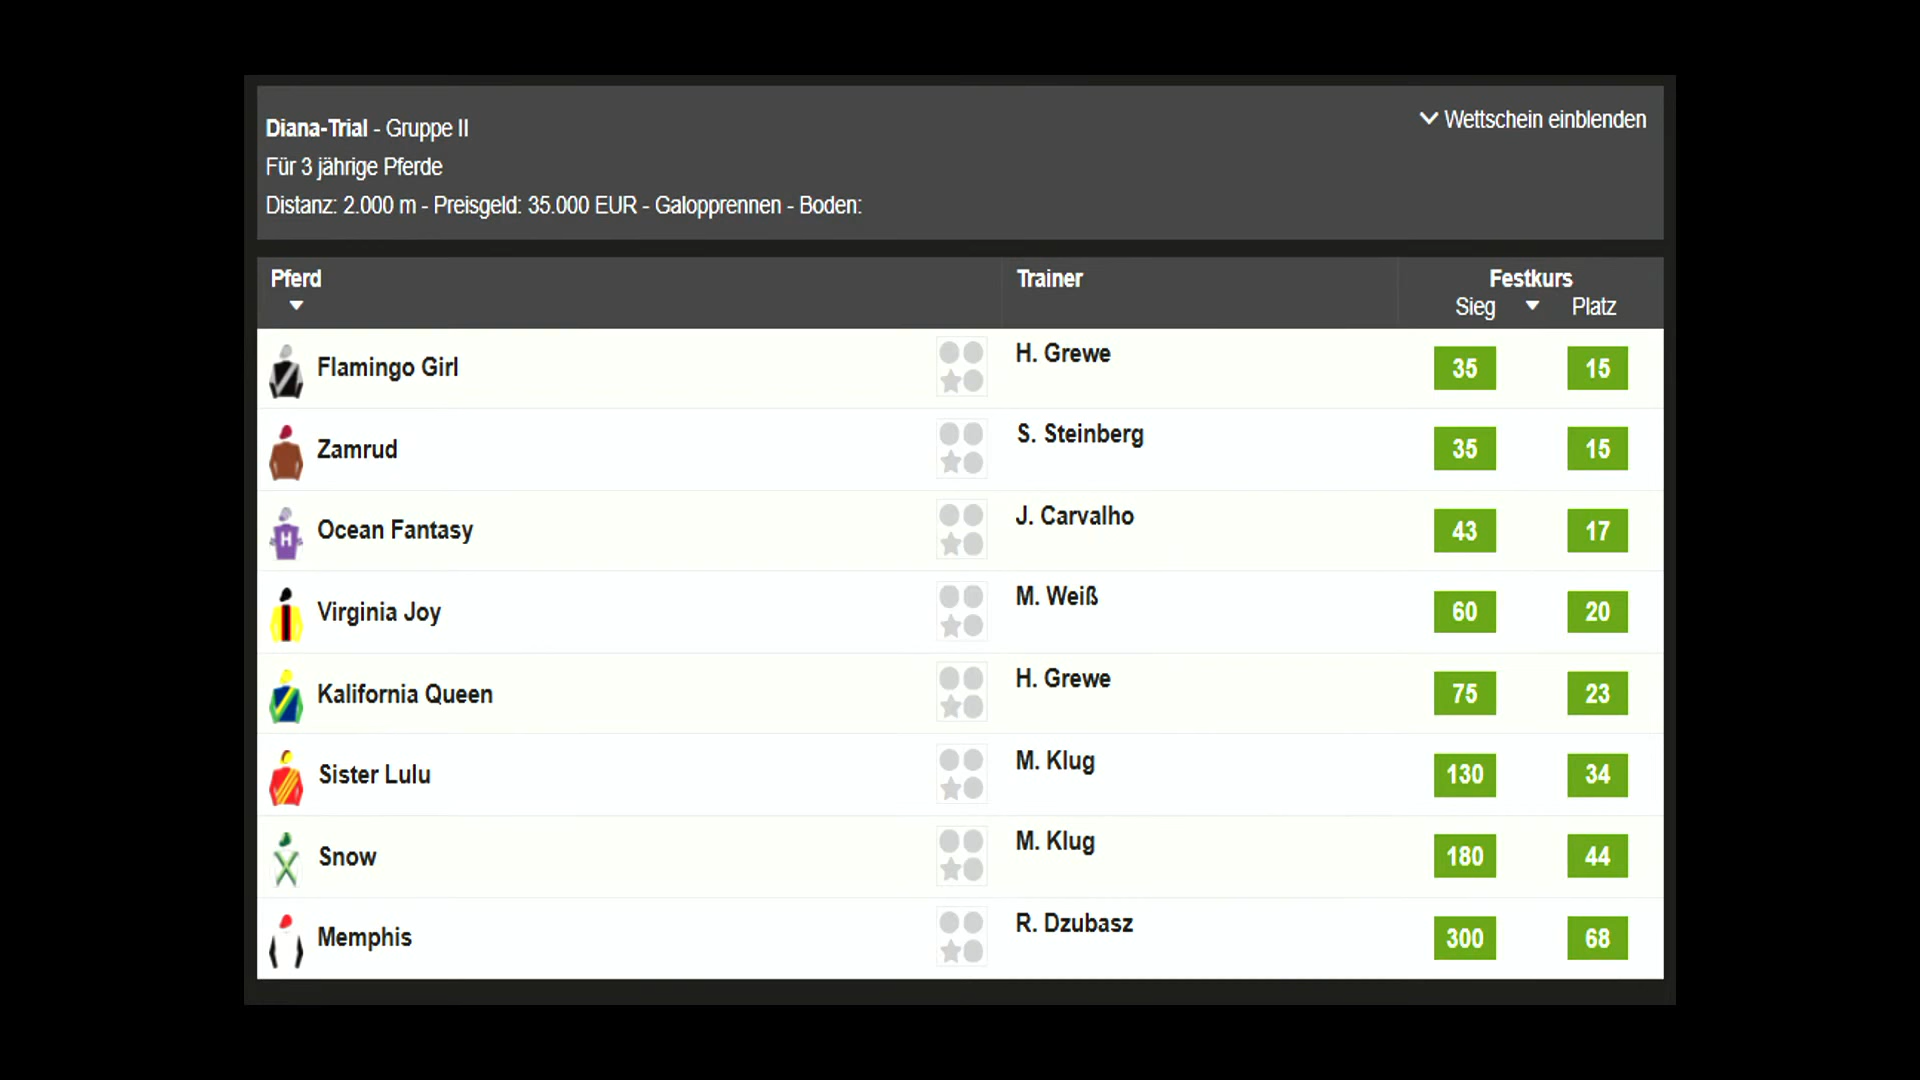 Diana-Trial - Gruppe II
Wettschein einblenden
Für 3 jährige Pferde
Distanz: 2.000 m - Preisgeld: 35.000 EUR - Galopprennen - Boden:
Pferd Trainer Festkurs
Sieg Platz
Flamingo Girl H. Grewe 35 15
Zamrud S. Steinberg 35 15
H Ocean Fantasy J. Carvalho 43 17
Virginia Joy M. Weiß 60 20
Kalifornia Queen H. Grewe 75 23
Sister Lulu M. Klug 130 34
Snow M. Klug 180 44
Memphis R. Dzubasz 300 68